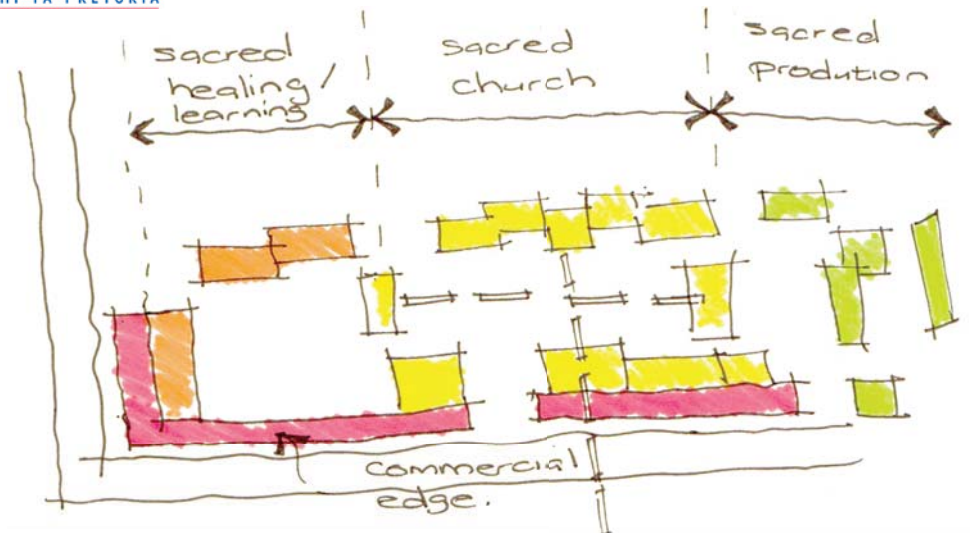 sacred
healing/
learning
sacred
church
sacred
Prodution
commercial
edge.